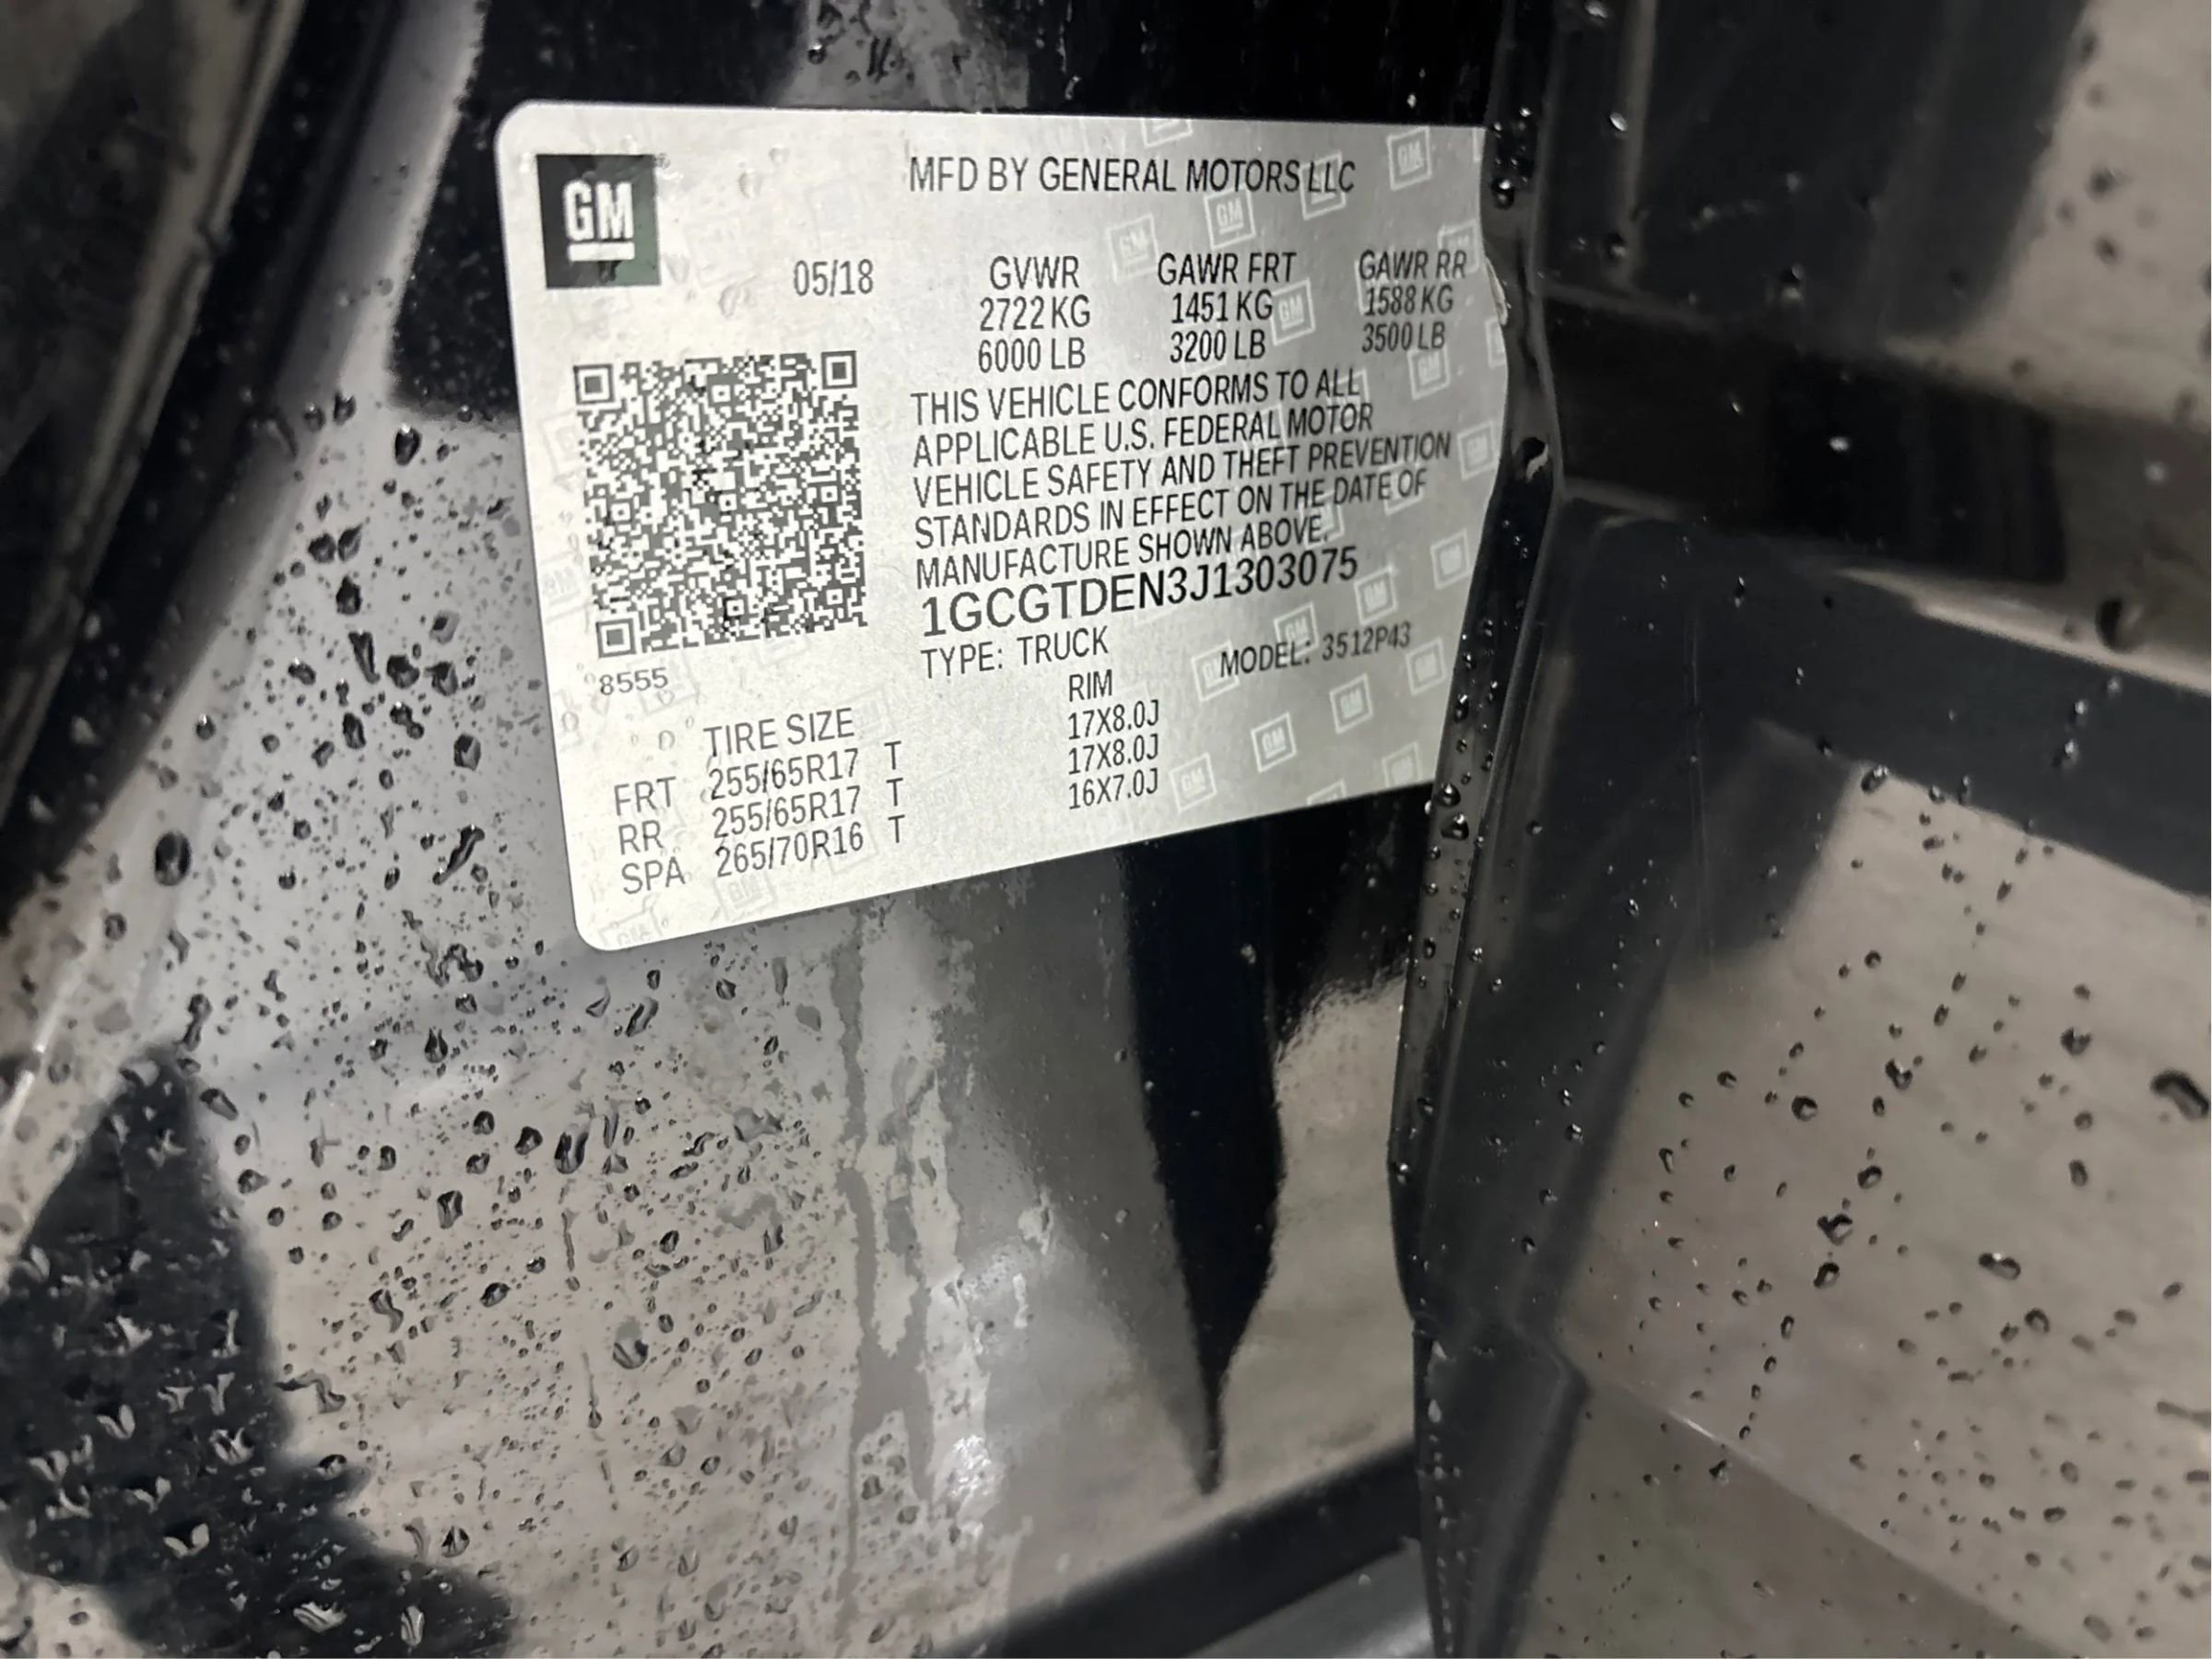 GM
MFD BY GENERAL MOTORS LLC
05/18 GVWR GAWR FRT GAWR RR
2722 KG 1451 KG 1588 KG
6000 LB 3200 LB 3500 LB
THIS VEHICLE CONFORMS TO ALL
APPLICABLE U.S. FEDERAL MOTOR
VEHICLE SAFETY AND THEFT PREVENTION
STANDARDS IN EFFECT ON THE DATE OF
MANUFACTURE SHOWN ABOVE.
1GCGTDEN3J1303075
TYPE: TRUCK MODEL: 3512P43
8555
TIRE SIZE RIM
FRT 255/65R17 T 17X8.0J
RR 255/65R17 T 17X8.0J
SPA 265/70R16 T 16X7.0J